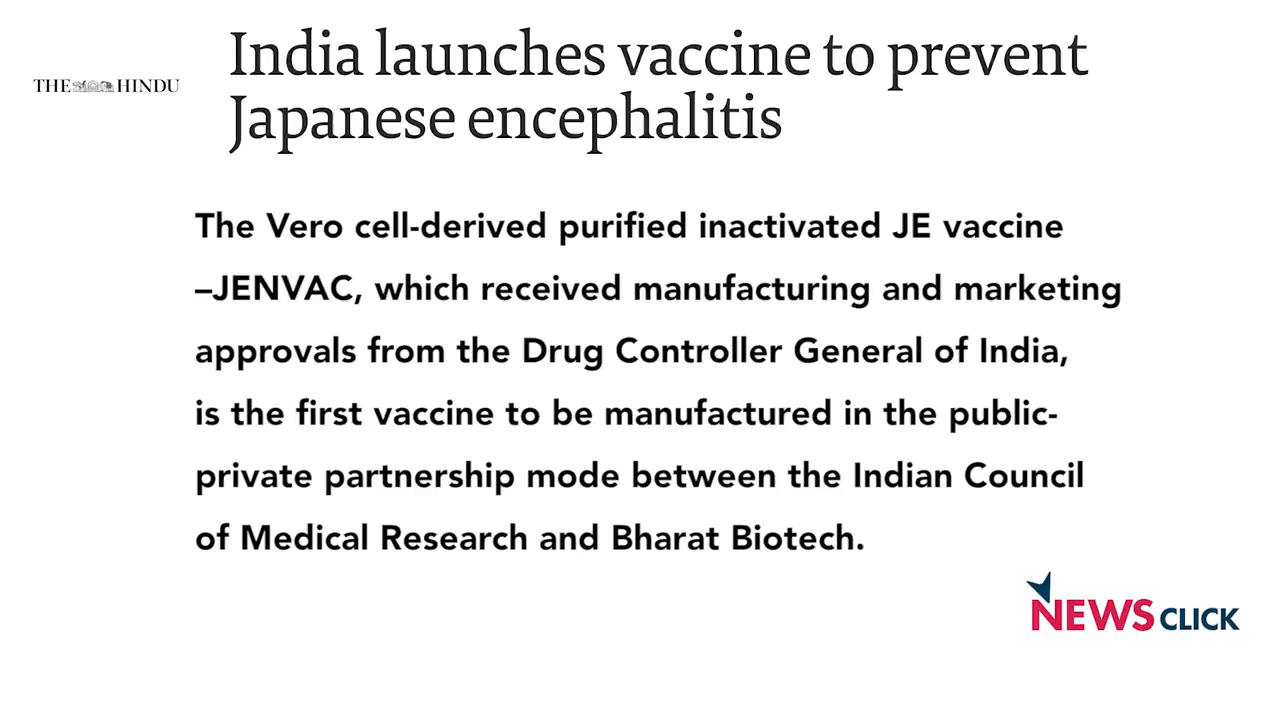 India launches vaccine to prevent
THE HINDU
Japanese encephalitis
The Vero cell-derived purified inactivated JE vaccine
–JENVAC, which received manufacturing and marketing
approvals from the Drug Controller General of India,
is the first vaccine to be manufactured in the public-
private partnership mode between the Indian Council
of Medical Research and Bharat Biotech.
NEWSCLICK